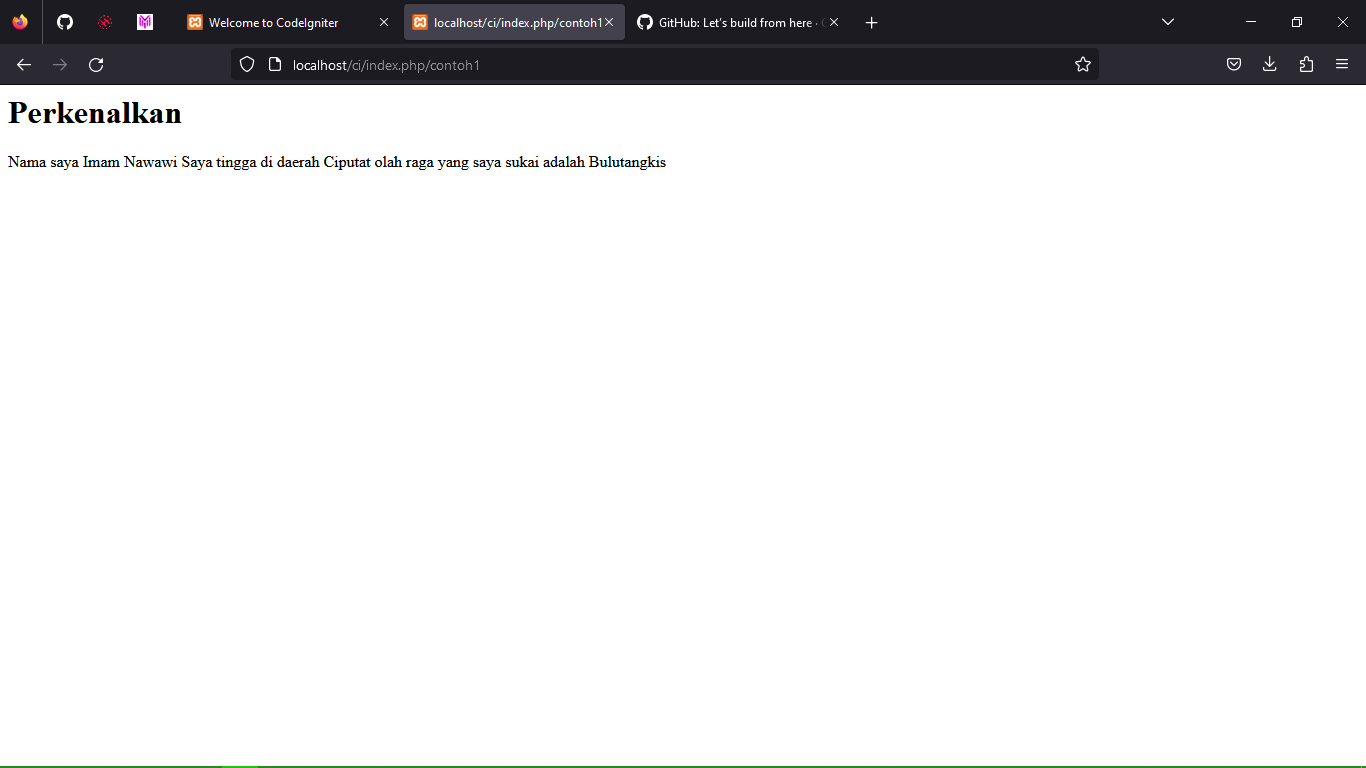 Welcome to CodeIgniter
localhost/ci/index.php/contoh1
GitHub: Let's build from here ·
localhost/ci/index.php/contoh1
Perkenalkan
Nama saya Imam Nawawi Saya tingga di daerah Ciputat olah raga yang saya sukai adalah Bulutangkis